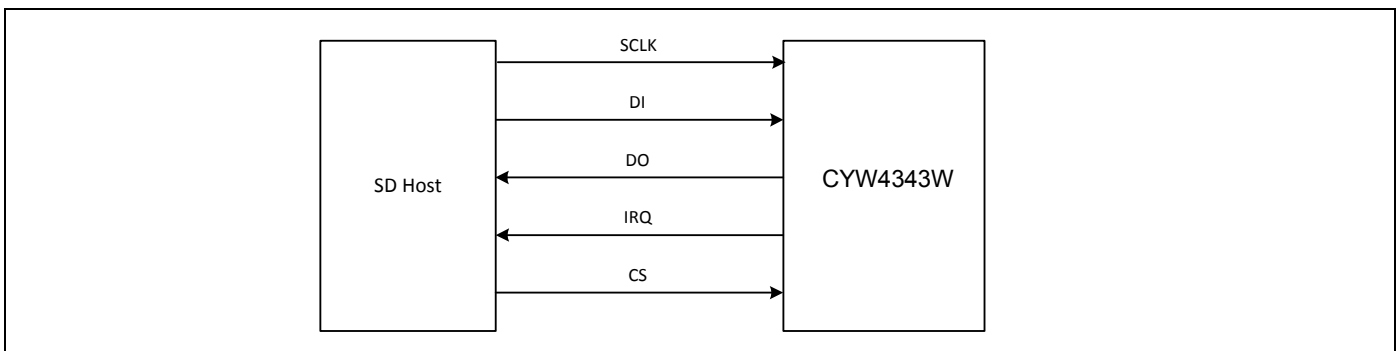 SCLK
DI
DO
SD Host
CYW4343W
IRQ
CS